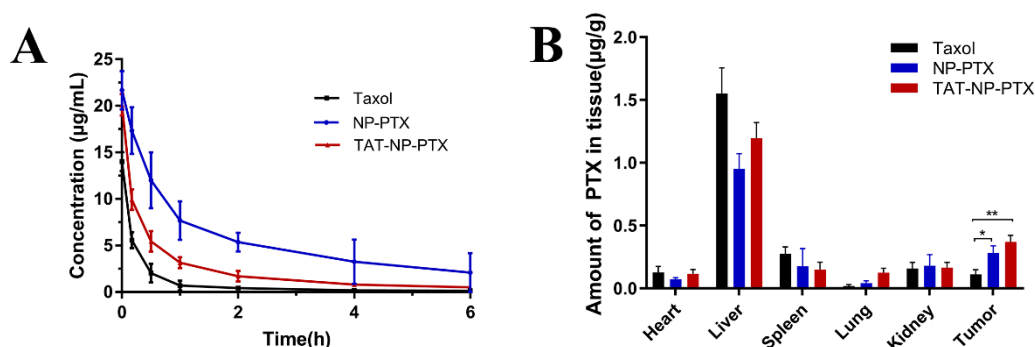 A
Concentration (μg/mL)
25
20
15
10
5
0
0
2
4
6
Time(h)
Taxol
NP-PTX
TAT-NP-PTX
B
Amount of PTX in tissue(μg/g)
2.0
1.5
1.0
0.5
0.0
Heart
Liver
Spleen
Lung
Kidney
Tumor
Taxol
NP-PTX
TAT-NP-PTX
**
*